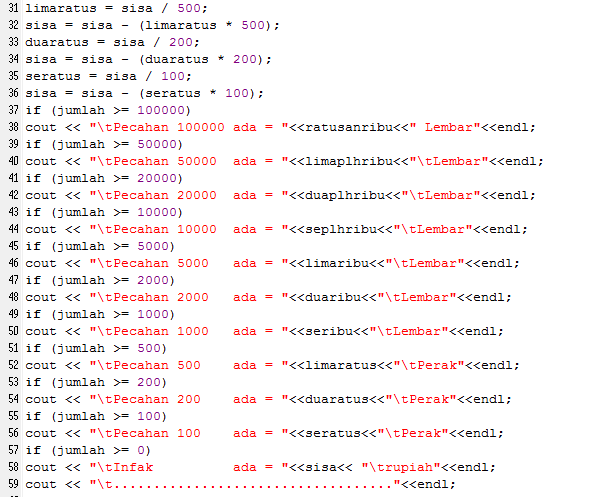 31 limaratus = sisa / 500;
32 sisa = sisa - (limaratus * 500);
33 duaratus = sisa / 200;
34 sisa = sisa - (duaratus * 200);
35 seratus = sisa / 100;
36 sisa = sisa - (seratus * 100);
37 if (jumlah >= 100000)
38 cout << "\tPecahan 100000 ada = "<<ratusanribu<<" Lembar"<<endl;
39 if (jumlah >= 50000)
40 cout << "\tPecahan 50000  ada = "<<limaplhribu<<"\tLembar"<<endl;
41 if (jumlah >= 20000)
42 cout << "\tPecahan 20000  ada = "<<duaplhribu<<"\tLembar"<<endl;
43 if (jumlah >= 10000)
44 cout << "\tPecahan 10000  ada = "<<seplhribu<<"\tLembar"<<endl;
45 if (jumlah >= 5000)
46 cout << "\tPecahan 5000   ada = "<<limaribu<<"\tLembar"<<endl;
47 if (jumlah >= 2000)
48 cout << "\tPecahan 2000   ada = "<<duaribu<<"\tLembar"<<endl;
49 if (jumlah >= 1000)
50 cout << "\tPecahan 1000   ada = "<<seribu<<"\tLembar"<<endl;
51 if (jumlah >= 500)
52 cout << "\tPecahan 500    ada = "<<limaratus<<"\tPerak"<<endl;
53 if (jumlah >= 200)
54 cout << "\tPecahan 200    ada = "<<duaratus<<"\tPerak"<<endl;
55 if (jumlah >= 100)
56 cout << "\tPecahan 100    ada = "<<seratus<<"\tPerak"<<endl;
57 if (jumlah >= 0)
58 cout << "\tInfak          ada = "<<sisa<< "\trupiah"<<endl;
59 cout << "\t..................................."<<endl;